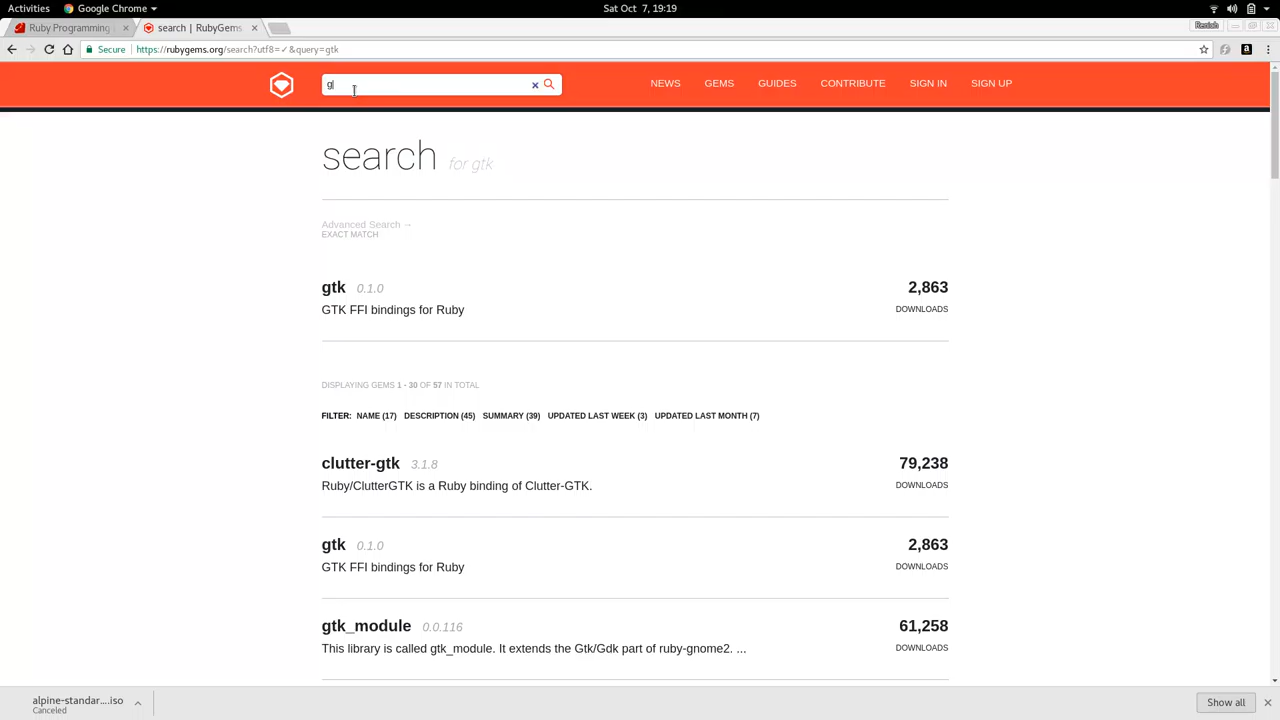 Activities Google Chrome Sat Oct 7, 19:19
Ruby Programming × search | RubyGems ×
Secure https://rubygems.org/search?utf8=✓&query=gtk
g × NEWS GEMS GUIDES CONTRIBUTE SIGN IN SIGN UP
search for gtk
Advanced Search →
EXACT MATCH
gtk 0.1.0 2,863
GTK FFI bindings for Ruby DOWNLOADS
DISPLAYING GEMS 1 - 30 OF 57 IN TOTAL
FILTER: NAME (17) DESCRIPTION (45) SUMMARY (39) UPDATED LAST WEEK (3) UPDATED LAST MONTH (7)
clutter-gtk 3.1.8 79,238
Ruby/ClutterGTK is a Ruby binding of Clutter-GTK. DOWNLOADS
gtk 0.1.0 2,863
GTK FFI bindings for Ruby DOWNLOADS
gtk_module 0.0.116 61,258
This library is called gtk_module. It extends the Gtk/Gdk part of ruby-gnome2. ... DOWNLOADS
alpine-standar....iso Show all ×
Canceled